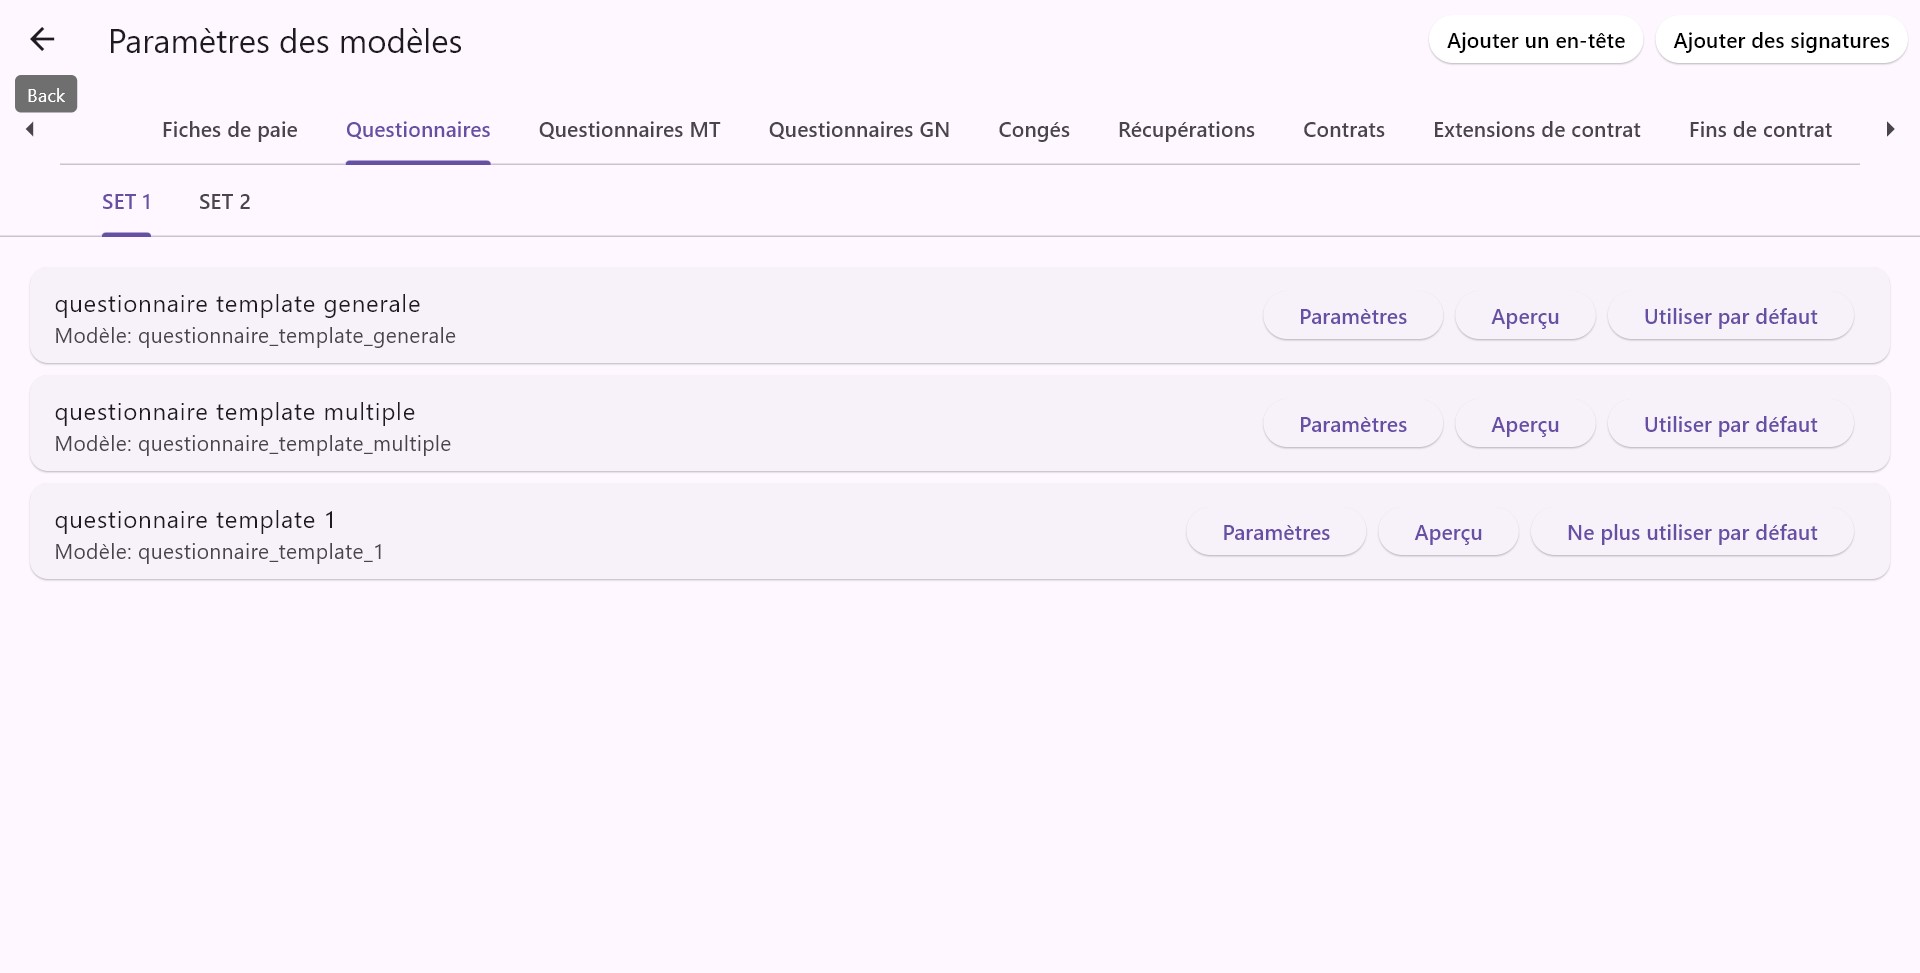 Paramètres des modèles
Ajouter un en-tête
Ajouter des signatures
Back
Fiches de paie
Questionnaires
Questionnaires MT
Questionnaires GN
Congés
Récupérations
Contrats
Extensions de contrat
Fins de contrat
SET 1
SET 2
questionnaire template generale
Modèle: questionnaire_template_generale
Paramètres
Aperçu
Utiliser par défaut
questionnaire template multiple
Modèle: questionnaire_template_multiple
Paramètres
Aperçu
Utiliser par défaut
questionnaire template 1
Modèle: questionnaire_template_1
Paramètres
Aperçu
Ne plus utiliser par défaut